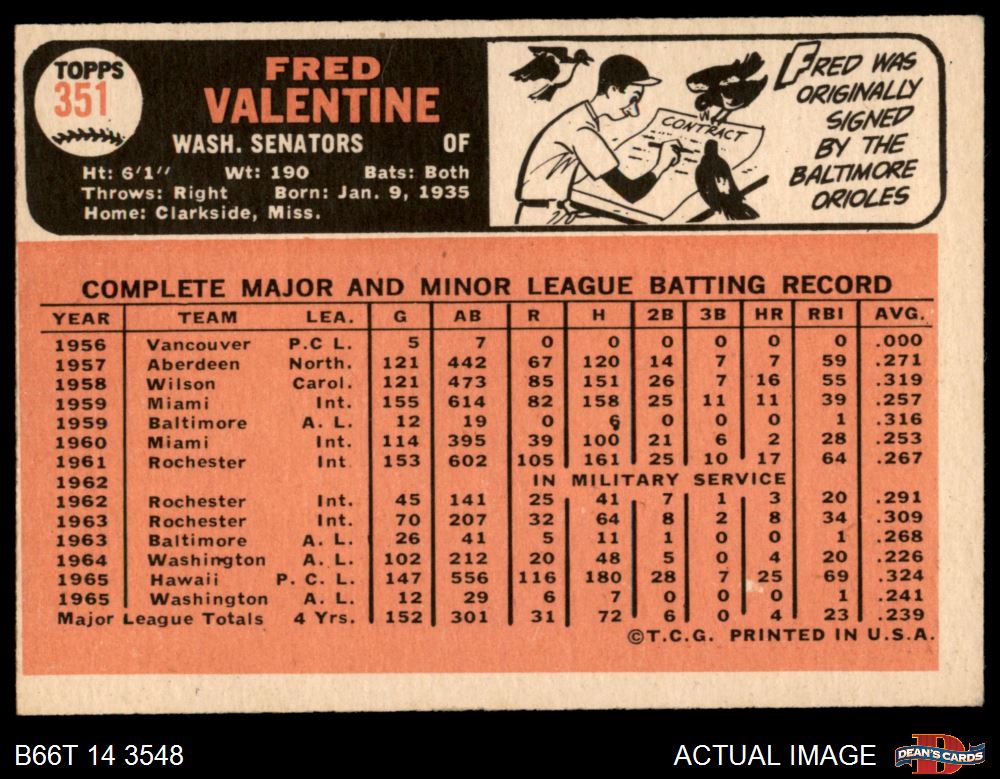 TOPPS
351
FRED
VALENTINE
WASH. SENATORS OF
Ht: 6'1" Wt: 190 Bats: Both
Throws: Right Born: Jan. 9, 1935
Home: Clarkside, Miss.
CONTRACT
FRED WAS
ORIGINALLY
SIGNED
BY THE
BALTIMORE
ORIOLES
COMPLETE MAJOR AND MINOR LEAGUE BATTING RECORD
YEAR TEAM LEA. G AB R H 2B 3B HR RBI AVG.
1956 Vancouver P.C L. 5 7 0 0 0 0 0 0 .000
1957 Aberdeen North. 121 442 67 120 14 7 7 59 .271
1958 Wilson Carol. 121 473 85 151 26 7 16 55 .319
1959 Miami Int. 155 614 82 158 25 11 11 39 .257
1959 Baltimore A. L. 12 19 0 6 0 0 0 1 .316
1960 Miami Int. 114 395 39 100 21 6 2 28 .253
1961 Rochester Int. 153 602 105 161 25 10 17 64 .267
1962 IN MILITARY SERVICE
1962 Rochester Int. 45 141 25 41 7 1 3 20 .291
1963 Rochester Int. 70 207 32 64 8 2 8 34 .309
1963 Baltimore A. L. 26 41 5 11 1 0 0 1 .268
1964 Washington A. L. 102 212 20 48 5 0 4 20 .226
1965 Hawaii P. C. L. 147 556 116 180 28 7 25 69 .324
1965 Washington A. L. 12 29 6 7 0 0 0 1 .241
Major League Totals 4 Yrs. 152 301 31 72 6 0 4 23 .239
©T.C.G. PRINTED IN U.S.A.
B66T 14 3548
ACTUAL IMAGE
DEAN'S CARDS